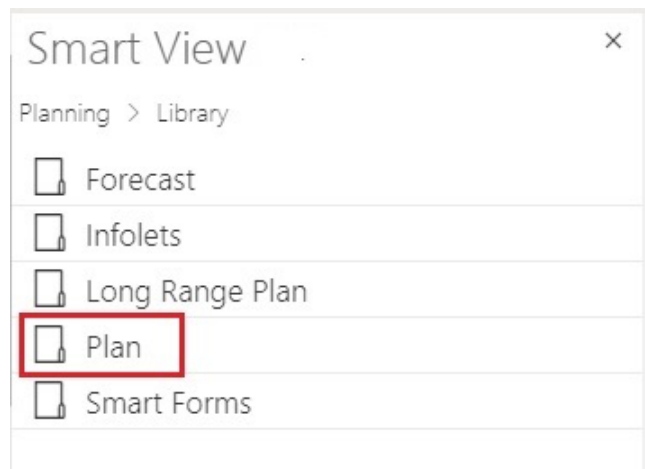 Smart View
Planning > Library
Forecast
Infolets
Long Range Plan
Plan
Smart Forms